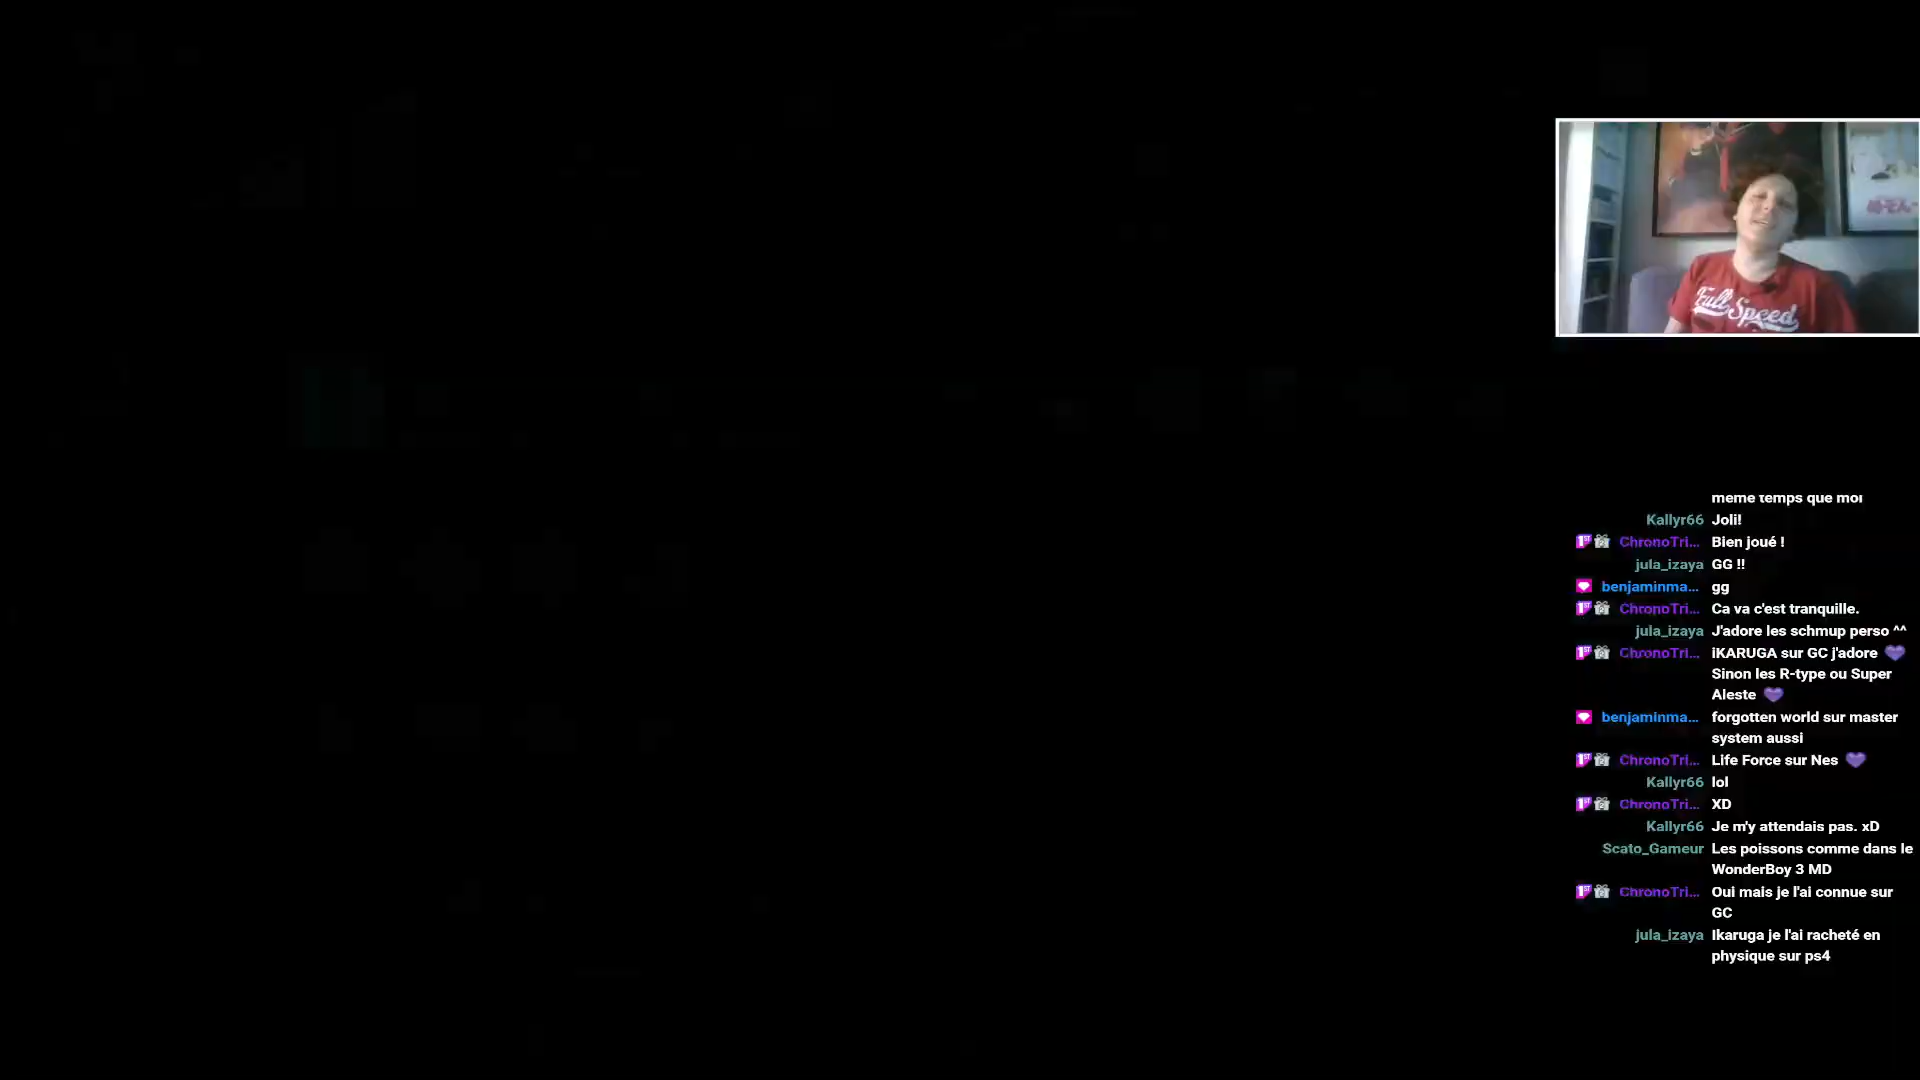 Full Speed
même temps que moi
Kallyr66 Joli!
ChronoTri... Bien joué !
jula_izaya GG !!
benjaminma... gg
ChronoTri... Ca va c'est tranquille.
jula_izaya J'adore les schmup perso ^^
ChronoTri... iKARUGA sur GC j'adore
Sinon les R-type ou Super
Aleste
benjaminma... forgotten world sur master
system aussi
ChronoTri... Life Force sur Nes
Kallyr66 lol
ChronoTri... XD
Kallyr66 Je m'y attendais pas. xD
Scato_Gameur Les poissons comme dans le
WonderBoy 3 MD
ChronoTri... Oui mais je l'ai connue sur
GC
jula_izaya Ikaruga je l'ai racheté en
physique sur ps4